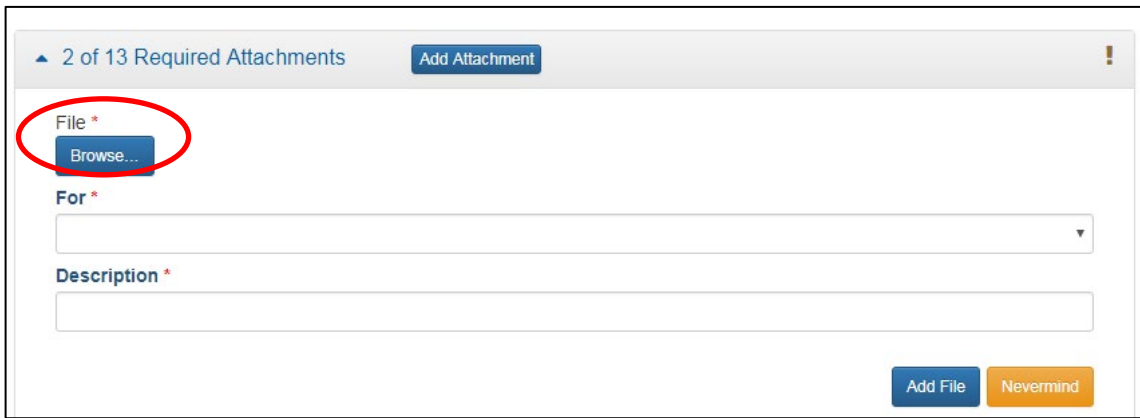 2 of 13 Required Attachments Add Attachment !
File *
Browse...
For *
Description *
Add File Nevermind